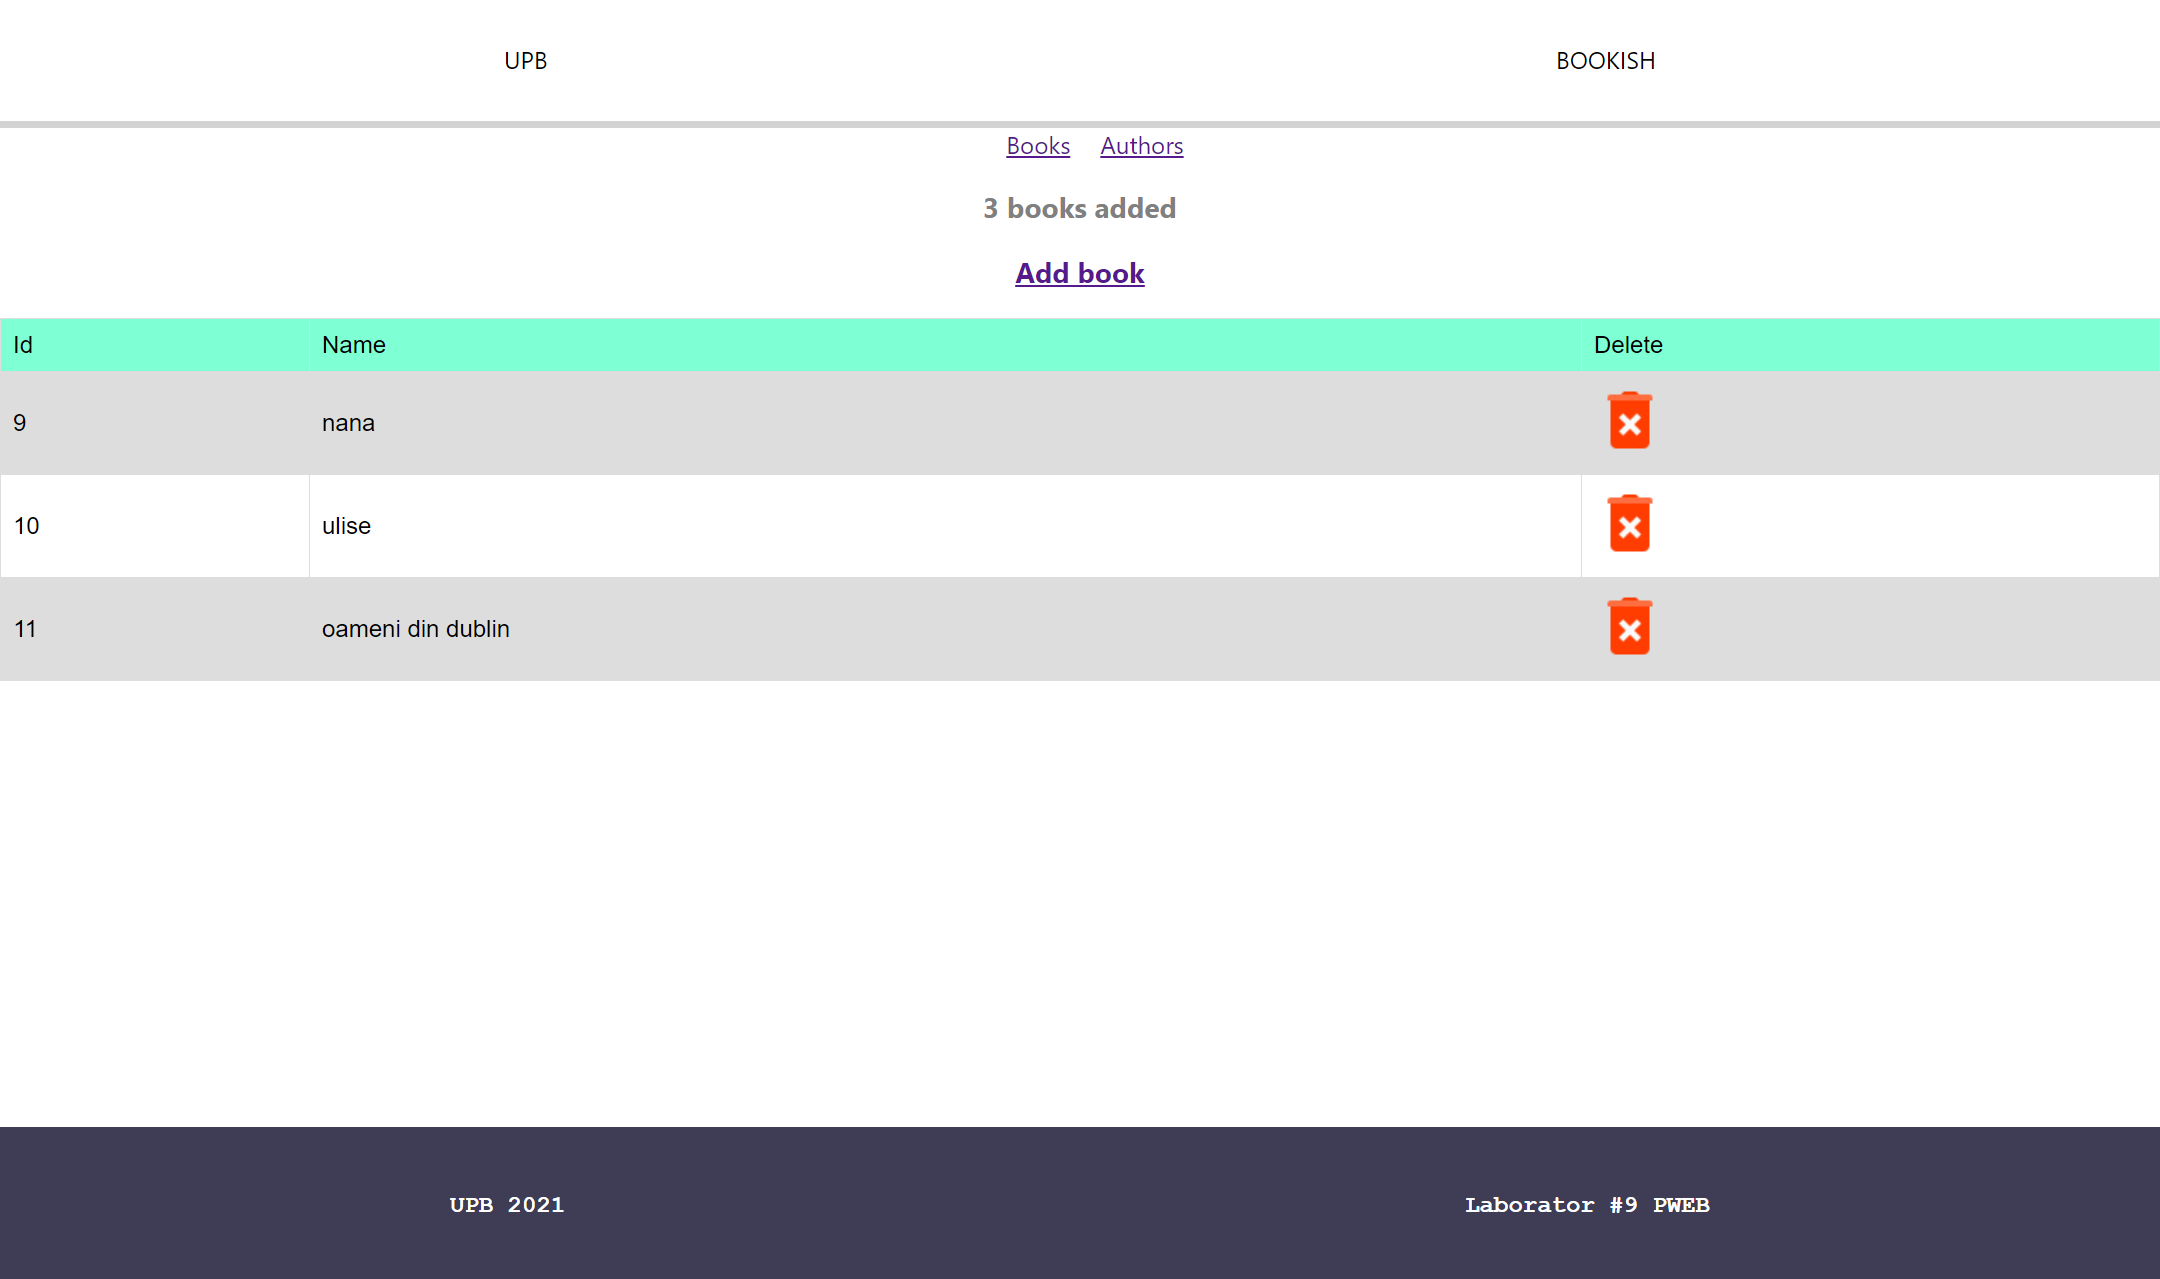 UPB BOOKISH
Books Authors
3 books added
Add book
Id Name Delete
9 nana
10 ulise
11 oameni din dublin
UPB 2021 Laborator #9 PWEB